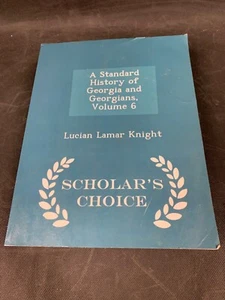 A Standard
History of
Georgia and
Georgians,
Volume 6
Lucian Lamar Knight
SCHOLAR'S
CHOICE